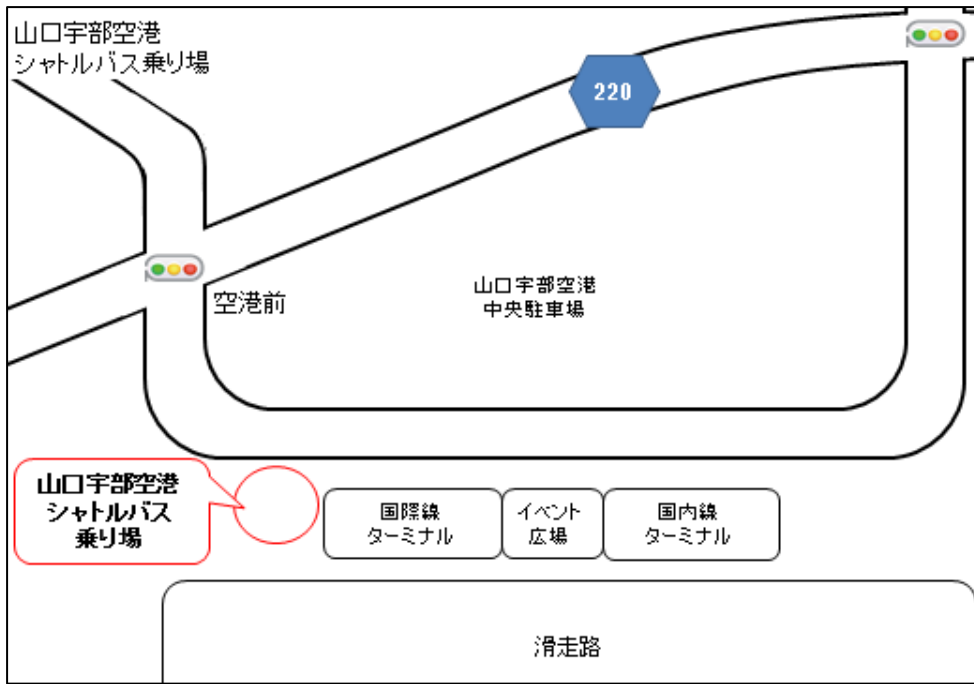 山口宇部空港
シャトルバス乗り場
220
空港前
山口宇部空港
中央駐車場
山口宇部空港
シャトルバス
乗り場
国際線
ターミナル
イベント
広場
国内線
ターミナル
滑走路